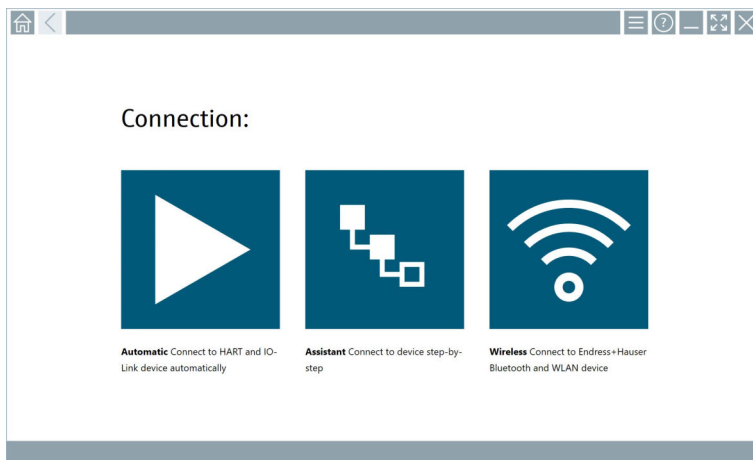 Connection:
Automatic Connect to HART and IO-
Link device automatically
Assistant Connect to device step-by-
step
Wireless Connect to Endress+Hauser
Bluetooth and WLAN device